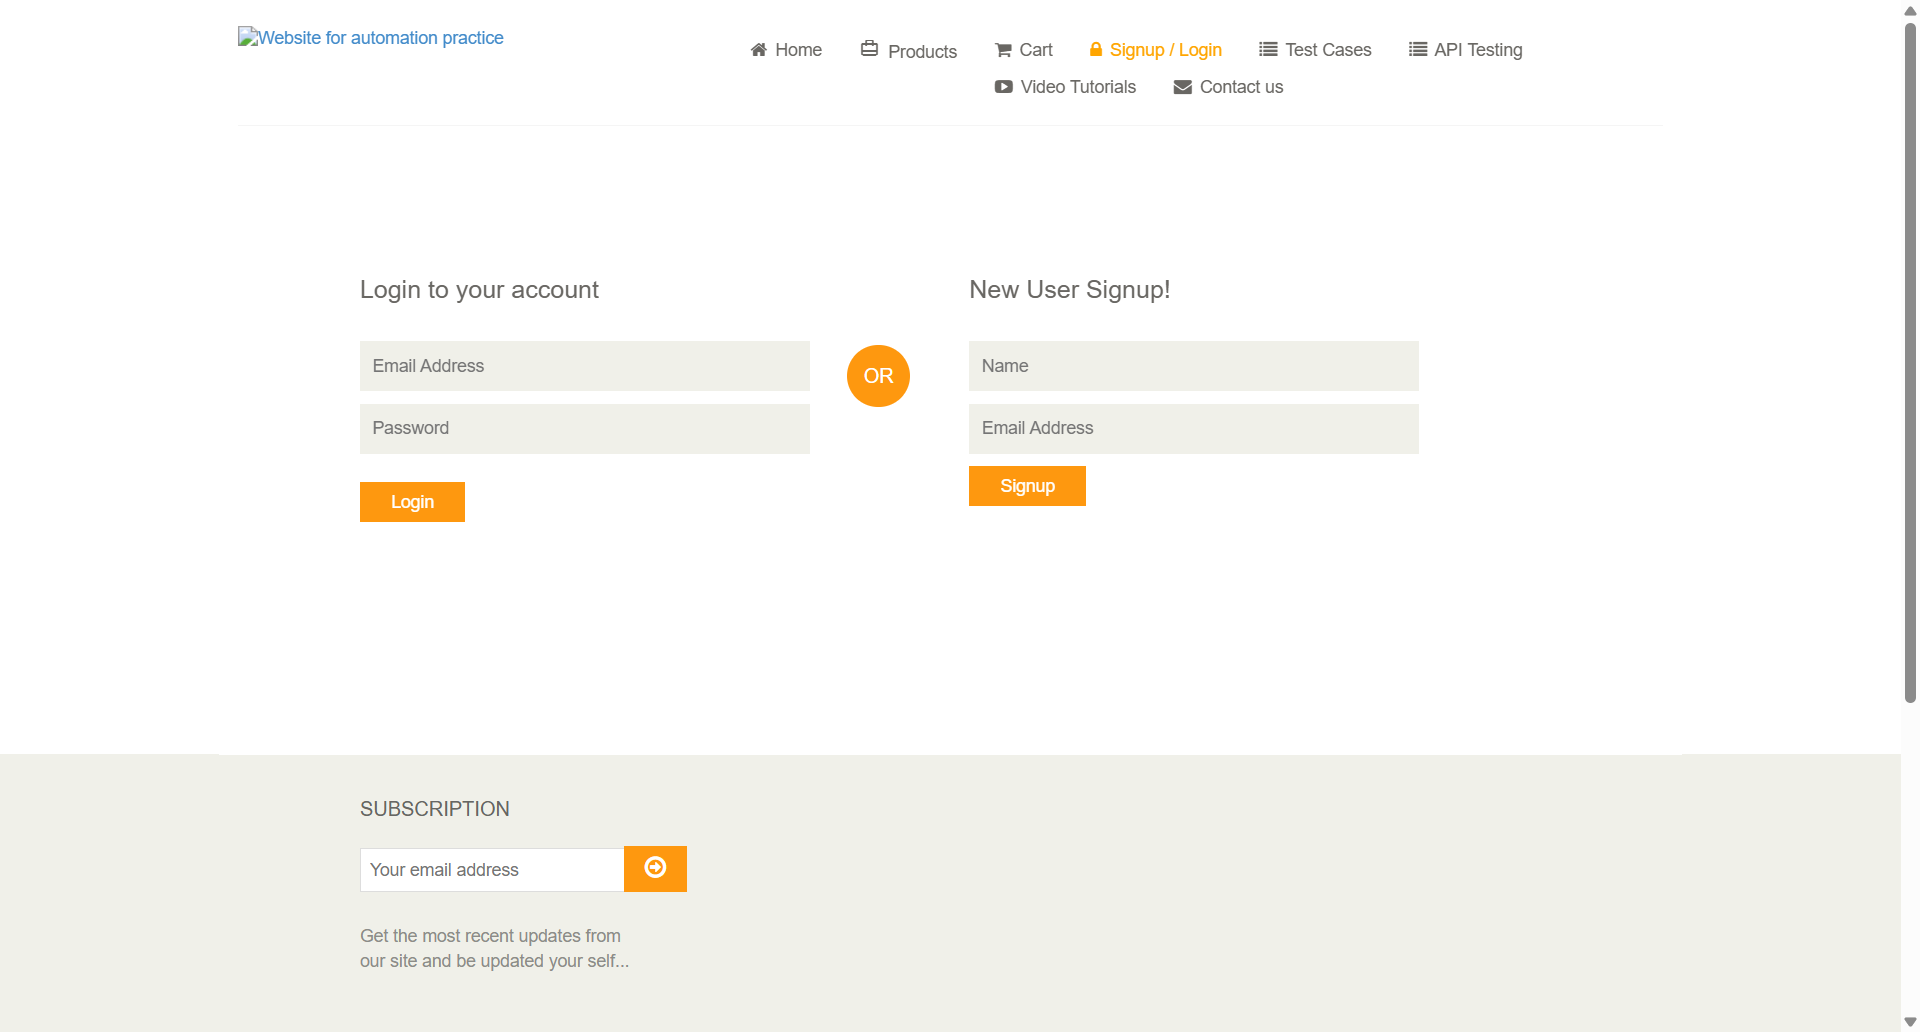 Website for automation practice
Home Products Cart Signup / Login Test Cases API Testing
Video Tutorials Contact us
Login to your account
Email Address
Password
Login
OR
New User Signup!
Name
Email Address
Signup
SUBSCRIPTION
Your email address
Get the most recent updates from
our site and be updated your self...